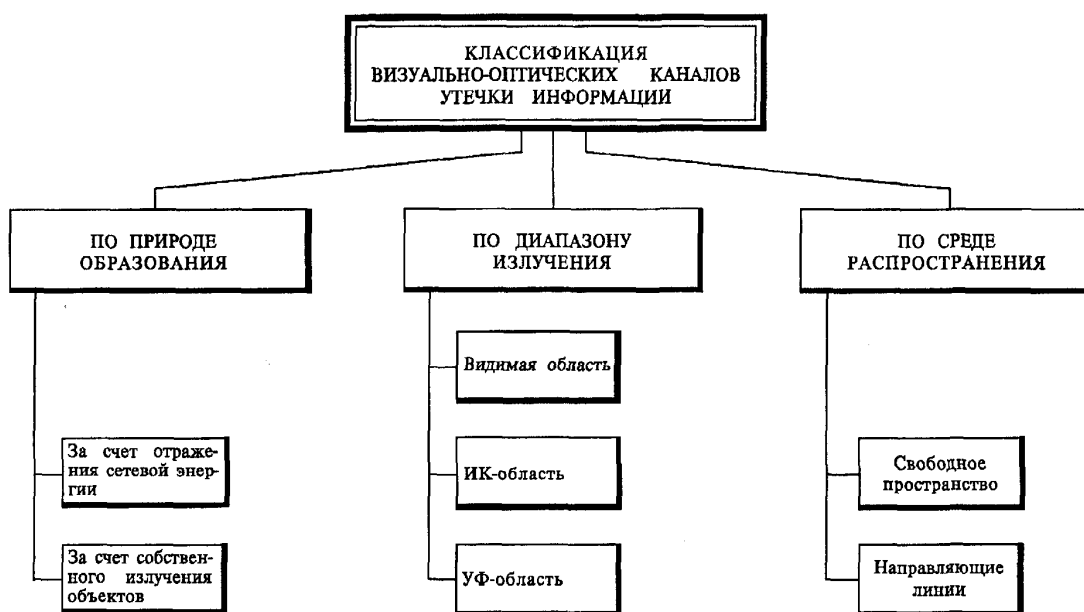 КЛАССИФИКАЦИЯ
ВИЗУАЛЬНО-ОПТИЧЕСКИХ КАНАЛОВ
УТЕЧКИ ИНФОРМАЦИИ
ПО ПРИРОДЕ
ОБРАЗОВАНИЯ
За счет отраже-
ния сетевой энер-
гии
За счет собствен-
ного излучения
объектов
ПО ДИАПАЗОНУ
ИЗЛУЧЕНИЯ
Видимая область
ИК-область
УФ-область
ПО СРЕДЕ
РАСПРОСТРАНЕНИЯ
Свободное
пространство
Направляющие
линии